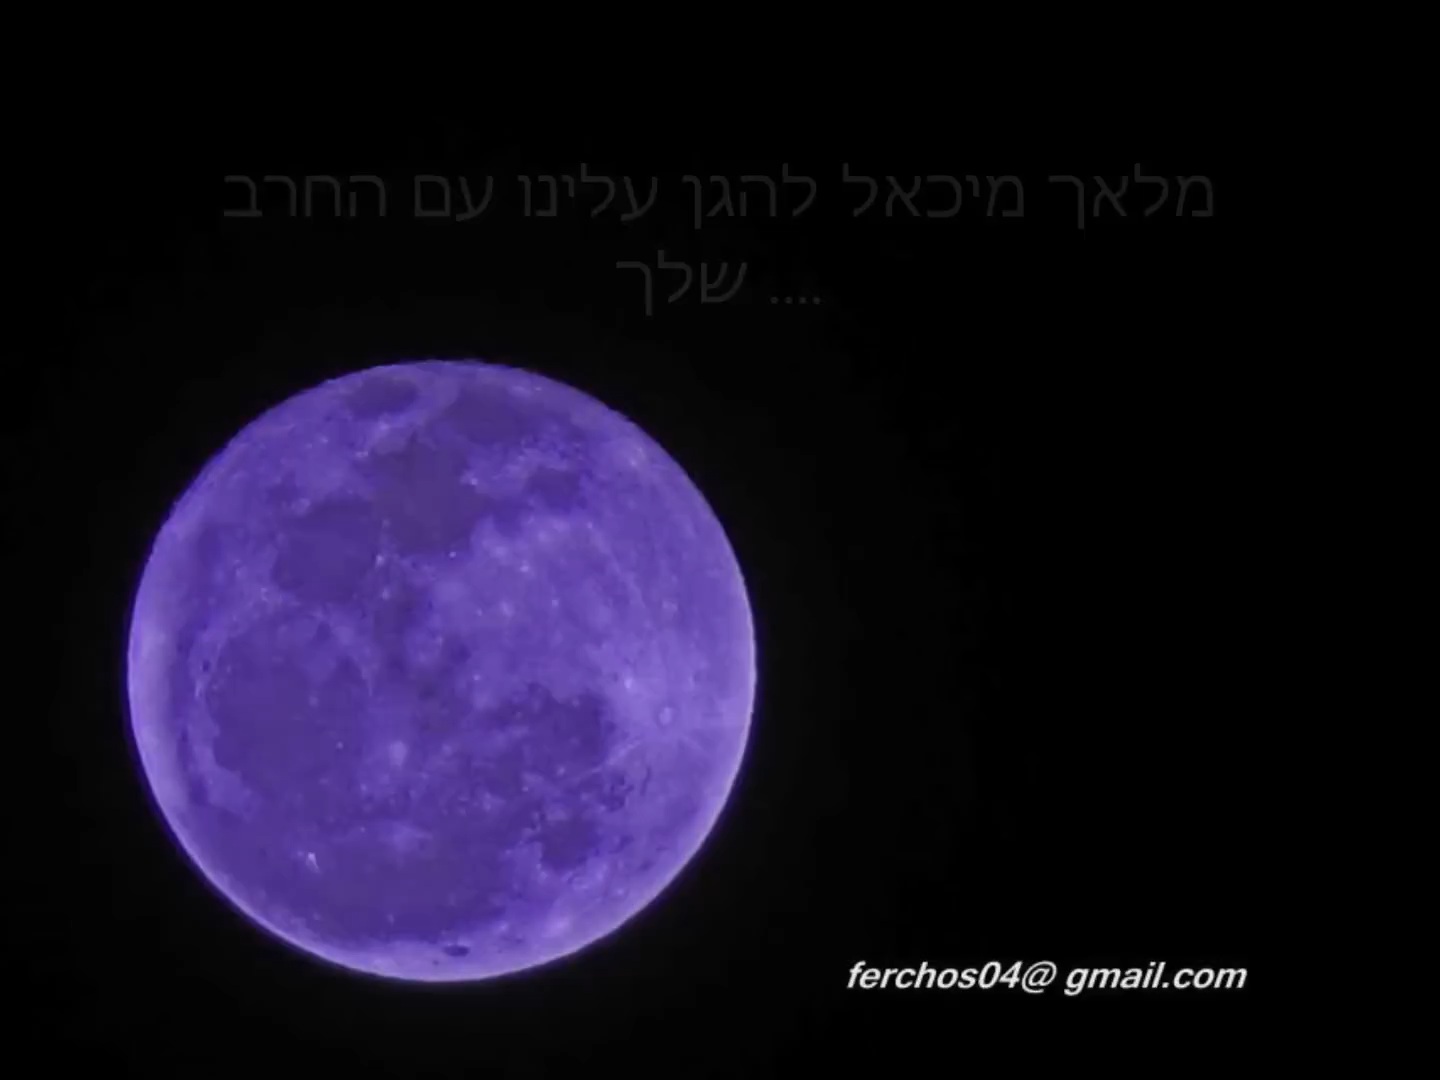 מלאך מיכאל להגן עלינו עם החרב
שלך ....
ferchos04@ gmail.com